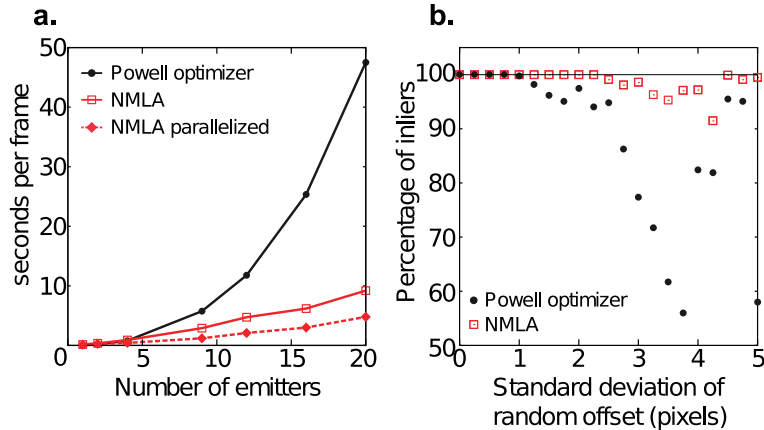 a.
50
40
30
20
10
0
0
5
10
15
20
seconds per frame
Number of emitters
Powell optimizer
NMLA
NMLA parallelized
b.
100
90
80
70
60
50
0
1
2
3
4
5
Percentage of inliers
Powell optimizer
NMLA
Standard deviation of
random offset (pixels)